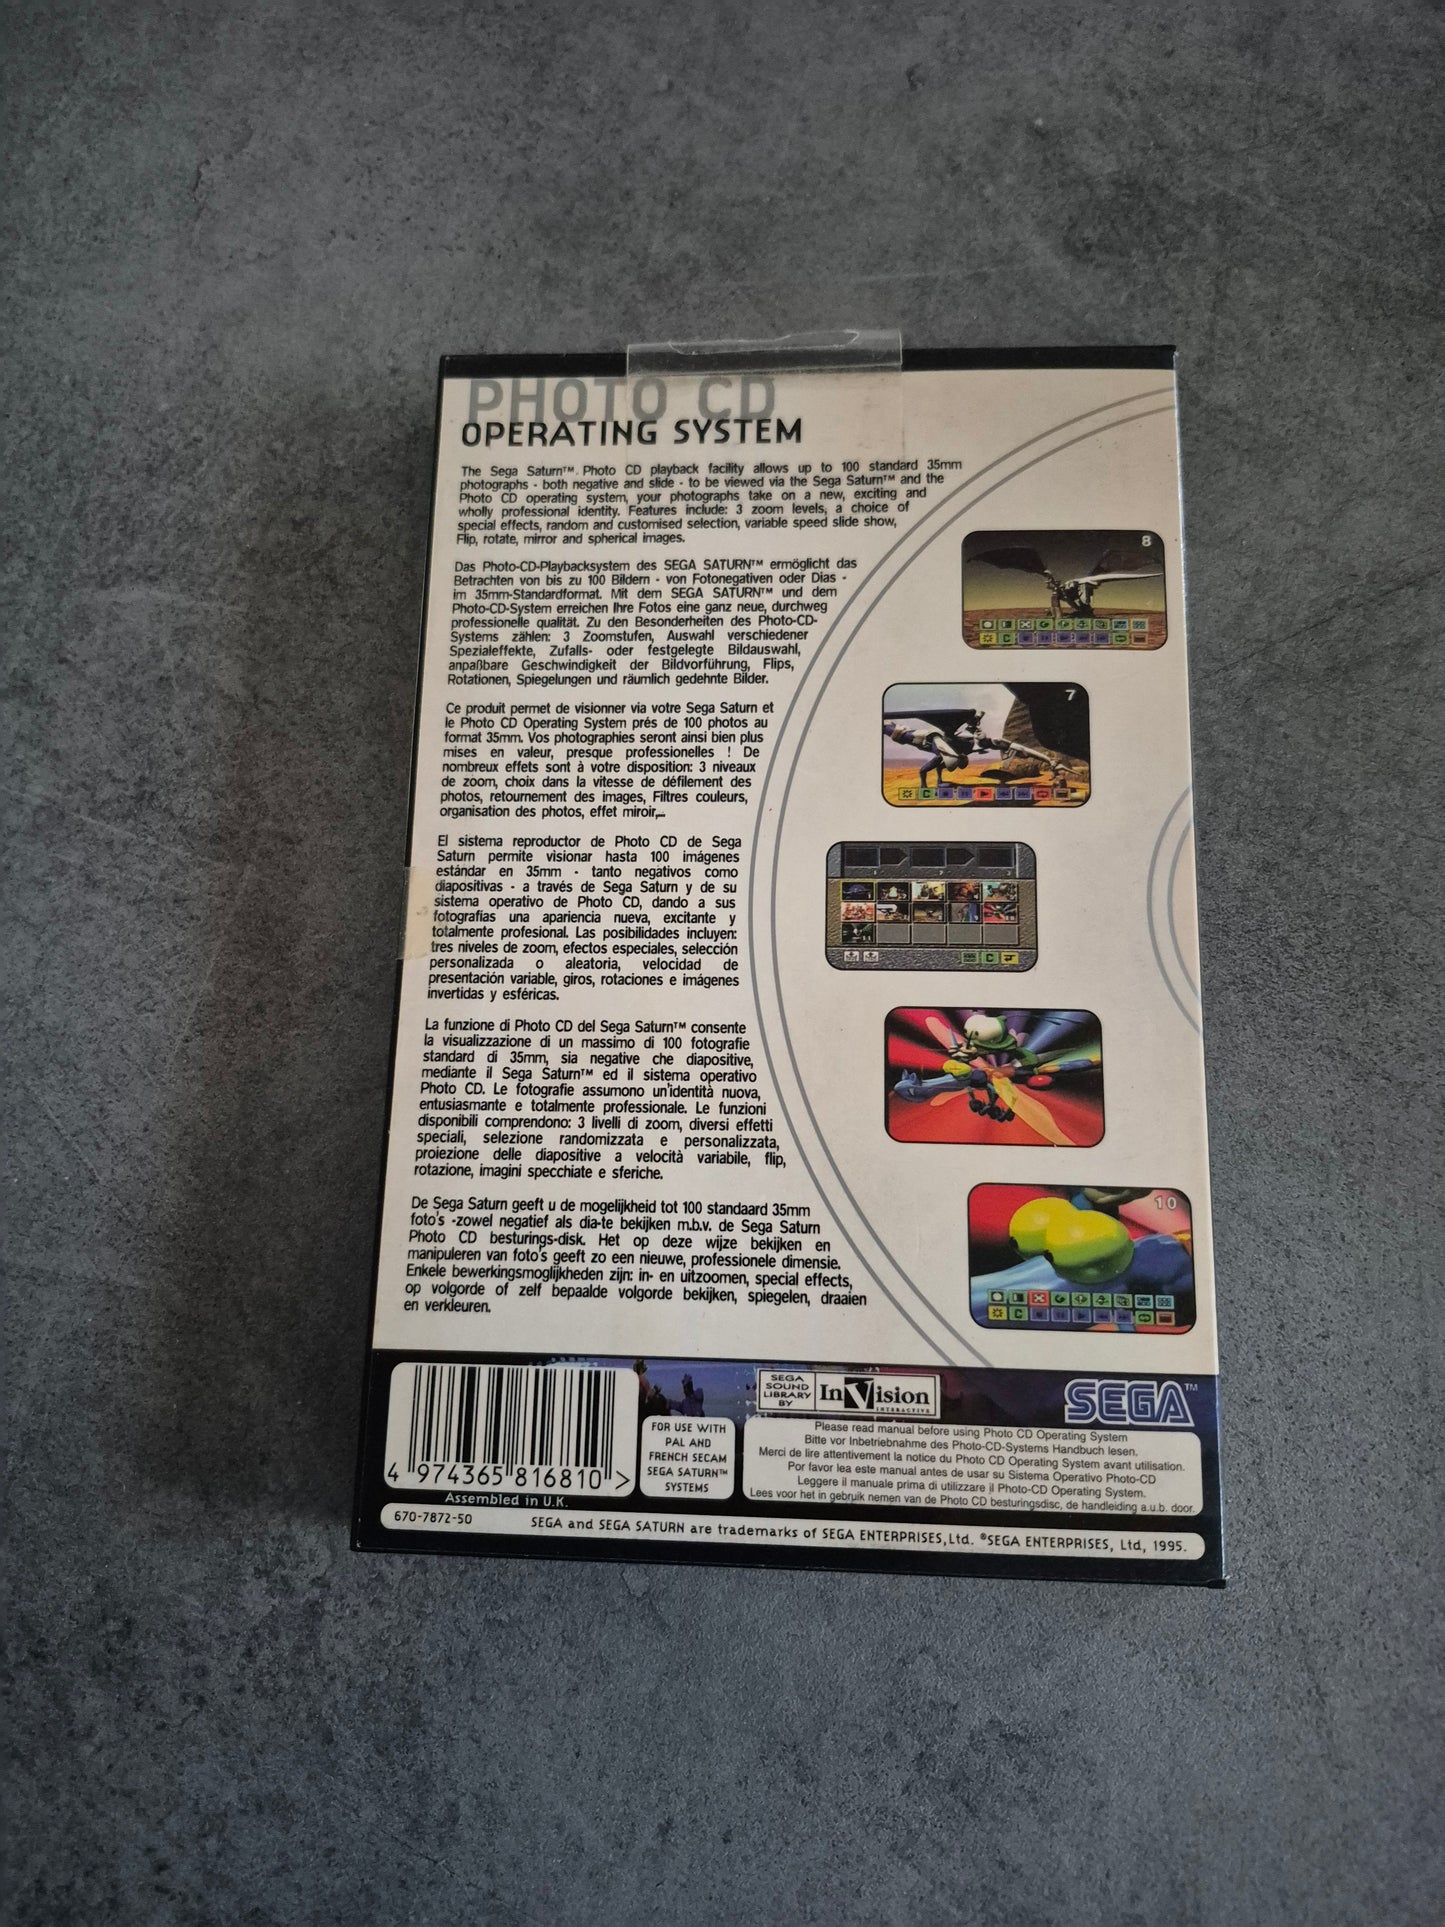 PHOTO CD
OPERATING SYSTEM
The Sega Saturn™. Photo CD playback facility allows up to 100 standard 35mm
photographs - both negative and slide - to be viewed via the Sega Saturn™ and the
Photo CD operating system, your photographs take on a new, exciting and
wholly professional identity. Features include: 3 zoom levels, a choice of
special effects, random and customised selection, variable speed slide show,
Flip, rotate, mirror and spherical images.
Das Photo-CD-Playbacksystem des SEGA SATURN™ ermöglicht das
Betrachten von bis zu 100 Bildern - von Fotonegativen oder Dias -
im 35mm-Standardformat. Mit dem SEGA SATURN™ und dem
Photo-CD-System erreichen Ihre Fotos eine ganz neue, durchweg
professionelle qualität. Zu den Besonderheiten des Photo-CD-
Systems zählen: 3 Zoomstufen, Auswahl verschiedener
Spezialeffekte, Zufalls- oder festgelegte Bildauswahl,
anpaßbare Geschwindigkeit der Bildvorführung, Flips,
Rotationen, Spiegelungen und räumlich gedehnte Bilder.
Ce produit permet de visionner via votre Sega Saturn et
le Photo CD Operating System prés de 100 photos au
format 35mm. Vos photographies seront ainsi bien plus
mises en valeur, presque professionelles ! De
nombreux effets sont à votre disposition: 3 niveaux
de zoom, choix dans la vitesse de défilement des
photos, retournement des images, Filtres couleurs,
organisation des photos, effet miroir,...
El sistema reproductor de Photo CD de Sega
Saturn permite visionar hasta 100 imágenes
estándar en 35mm - tanto negativos como
diapositivas - a través de Sega Saturn y de su
sistema operativo de Photo CD, dando a sus
fotografías una apariencia nueva, excitante y
totalmente profesional. Las posibilidades incluyen:
tres niveles de zoom, efectos especiales, selección
personalizada o aleatoria, velocidad de
presentación variable, giros, rotaciones e imágenes
invertidas y esféricas.
La funzione di Photo CD del Sega Saturn™ consente
la visualizzazione di un massimo di 100 fotografie
standard di 35mm, sia negative che diapositive,
mediante il Sega Saturn™ ed il sistema operativo
Photo CD. Le fotografie assumono un'identità nuova,
entusiasmante e totalmente professionale. Le funzioni
disponibili comprendono: 3 livelli di zoom, diversi effetti
speciali, selezione randomizzata e personalizzata,
proiezione delle diapositive a velocità variabile, flip,
rotazione, imagini specchiate e sferiche.
De Sega Saturn geeft u de mogelijkheid tot 100 standaard 35mm
foto's -zowel negatief als dia-te bekijken m.b.v. de Sega Saturn
Photo CD besturings-disk. Het op deze wijze bekijken en
manipuleren van foto's geeft zo een nieuwe, professionele dimensie.
Enkele bewerkingsmoglijkheden zijn: in- en uitzoomen, special effects,
op volgorde of zelf bepaalde volgorde bekijken, spiegelen, draaien
en verkleuren.
8
7
10
4 974365 816810 >
Assembled in U.K.
FOR USE WITH
PAL AND
FRENCH SECAM
SEGA SATURN™
SYSTEMS
SEGA
SOUND
LIBRARY
BY
InVision
INTERACTIVE
SEGA™
Please read manual before using Photo CD Operating System
Bitte vor Inbetriebnahme des Photo-CD-Systems Handbuch lesen.
Merci de lire attentivement la notice du Photo CD Operating System avant utilisation.
Por favor lea este manual antes de usar su Sistema Operativo Photo-CD
Leggere il manuale prima di utilizzare il Photo-CD Operating System.
Lees voor het in gebruik nemen van de Photo CD besturingsdisc, de handleiding a.u.b. door.
670-7872-50
SEGA and SEGA SATURN are trademarks of SEGA ENTERPRISES,Ltd. ®SEGA ENTERPRISES, Ltd, 1995.